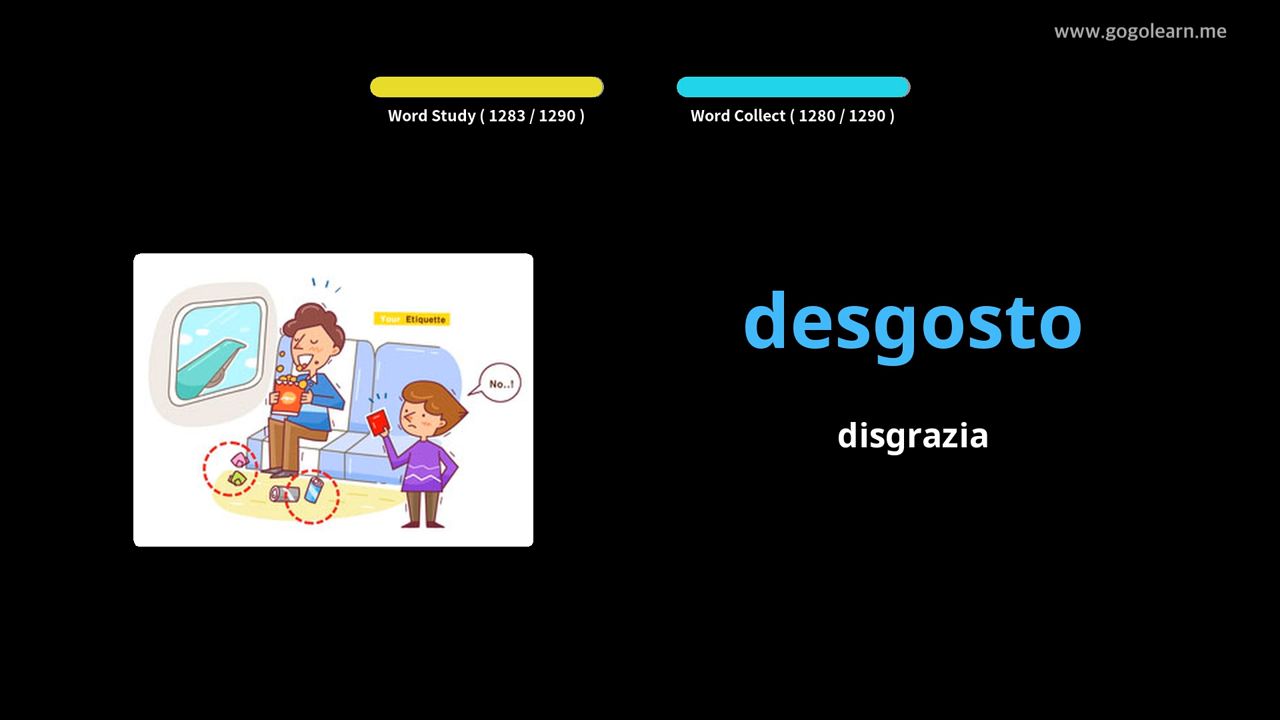 www.gogolearn.me
Word Study ( 1283 / 1290 )
Word Collect ( 1280 / 1290 )
Your Etiquette
No..!
desgosto
disgrazia